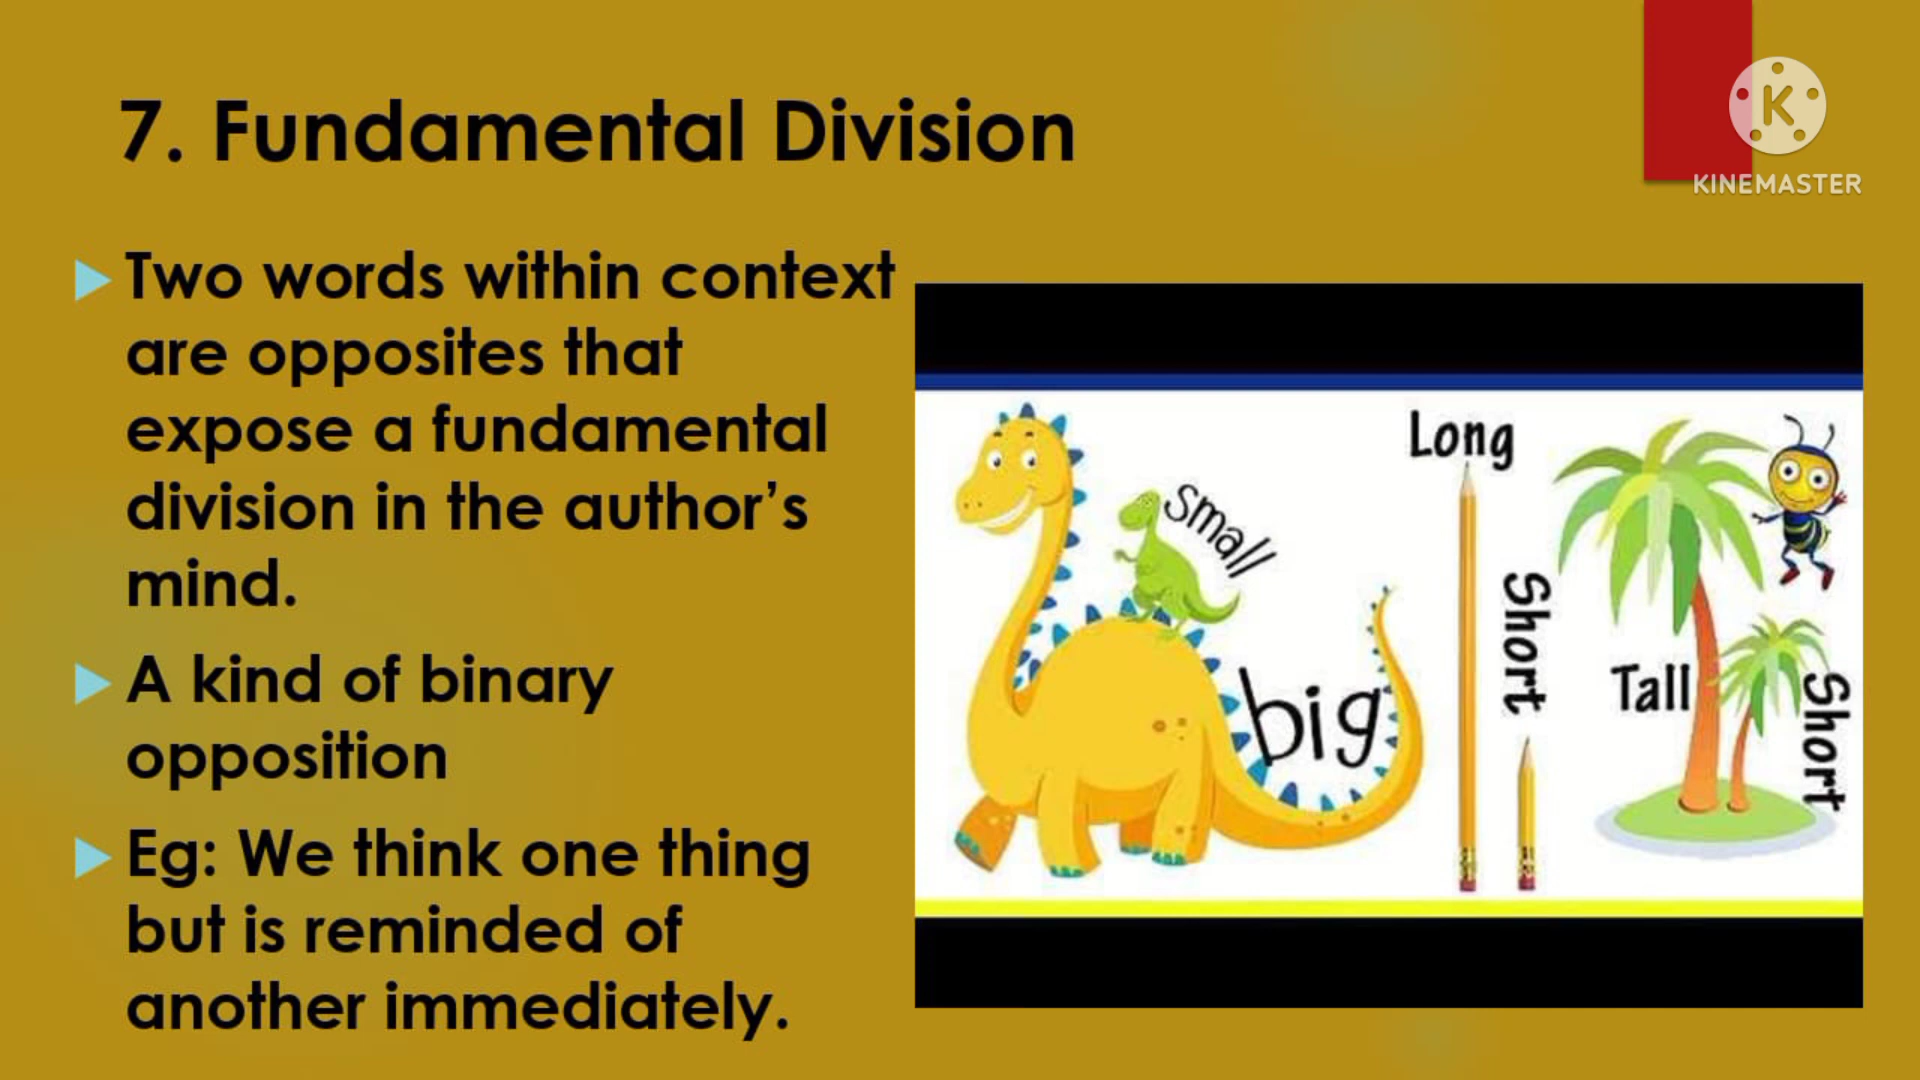 7. Fundamental Division
K
KINEMASTER
Two words within context
are opposites that
expose a fundamental
division in the author's
mind.
A kind of binary
opposition
Eg: We think one thing
but is reminded of
another immediately.
small
big
Long
Short
Tall
Short